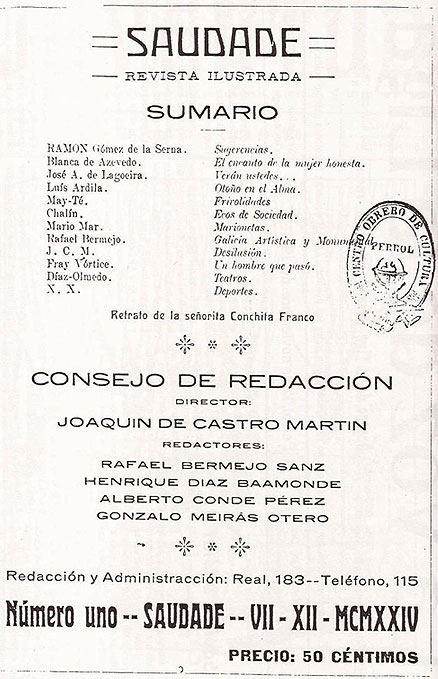 SAUDADE
REVISTA ILUSTRADA
SUMARIO
RAMON Gómez de la Serna. Sugerencias.
Blanca de Azevedo. El encanto de la mujer honesta.
José A. de Lagoeira. Verán ustedes...
Luís Ardila. Otoño en el Alma.
May-Té. Frivolidades
Chalín. Ecos de Sociedad.
Mario Mar. Marionetas.
Rafael Bermejo. Galicia Artística y Monumental
J. C. M. Desilusión.
Fray Vórtice. Un hombre que pasó.
Díaz-Olmedo. Teatros.
X. X. Deportes.
CENTRO OBRERO DE CULTURA
FERROL
Retrato de la señorita Conchita Franco
CONSEJO DE REDACCIÓN
DIRECTOR:
JOAQUIN DE CASTRO MARTIN
REDACTORES:
RAFAEL BERMEJO SANZ
HENRIQUE DIAZ BAAMONDE
ALBERTO CONDE PÉREZ
GONZALO MEIRÁS OTERO
Redacción y Administracción: Real, 183--Teléfono, 115
Número uno -- SAUDADE -- VII - XII - MCMXXIV
PRECIO: 50 CÉNTIMOS